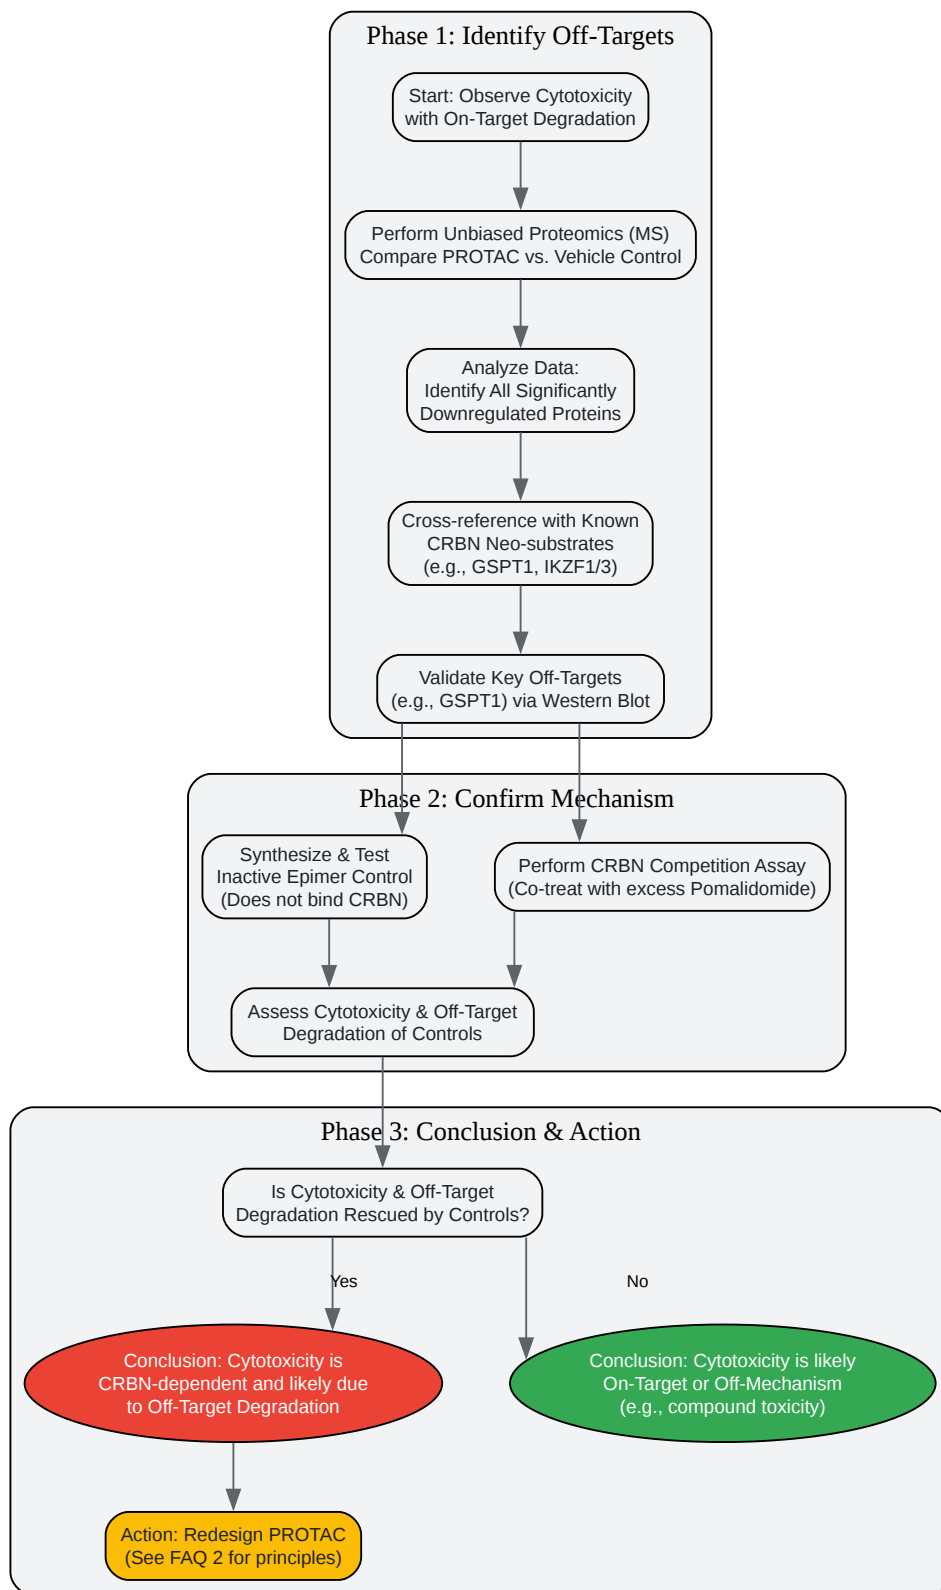 Phase 1: Identify Off-Targets
Start: Observe Cytotoxicity
with On-Target Degradation
Perform Unbiased Proteomics (MS)
Compare PROTAC vs. Vehicle Control
Analyze Data:
Identify All Significantly
Downregulated Proteins
Cross-reference with Known
CRBN Neo-substrates
(e.g., GSPT1, IKZF1/3)
Validate Key Off-Targets
(e.g., GSPT1) via Western Blot
Phase 2: Confirm Mechanism
Synthesize & Test
Inactive Epimer Control
(Does not bind CRBN)
Perform CRBN Competition Assay
(Co-treat with excess Pomalidomide)
Assess Cytotoxicity & Off-Target
Degradation of Controls
Phase 3: Conclusion & Action
Is Cytotoxicity & Off-Target
Degradation Rescued by Controls?
Yes
No
Conclusion: Cytotoxicity is
CRBN-dependent and likely due
to Off-Target Degradation
Conclusion: Cytotoxicity is likely
On-Target or Off-Mechanism
(e.g., compound toxicity)
Action: Redesign PROTAC
(See FAQ 2 for principles)